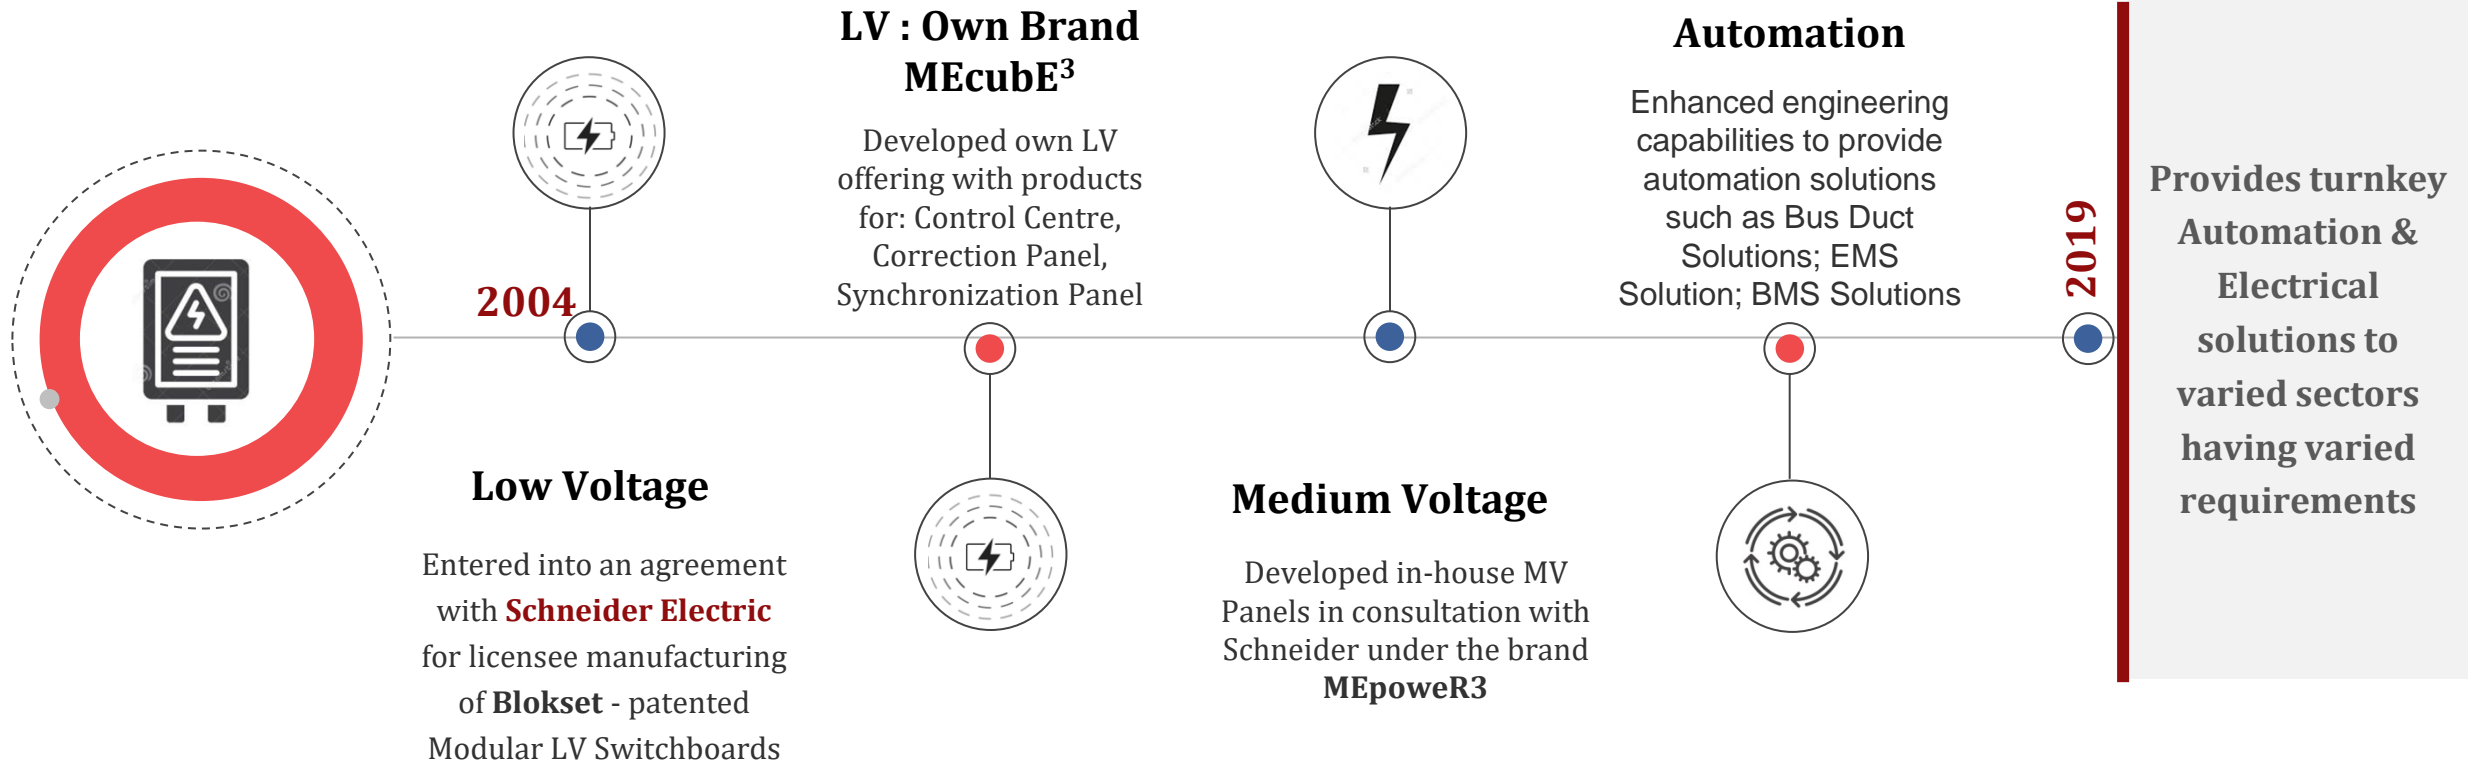 2004
Low Voltage
Entered into an agreement
with Schneider Electric
for licensee manufacturing
of Blokset - patented
Modular LV Switchboards
LV : Own Brand
MEcubE³
Developed own LV
offering with products
for: Control Centre,
Correction Panel,
Synchronization Panel
Medium Voltage
Developed in-house MV
Panels in consultation with
Schneider under the brand
MEpoweR3
Automation
Enhanced engineering
capabilities to provide
automation solutions
such as Bus Duct
Solutions; EMS
Solution; BMS Solutions
2019
Provides turnkey
Automation &
Electrical
solutions to
varied sectors
having varied
requirements